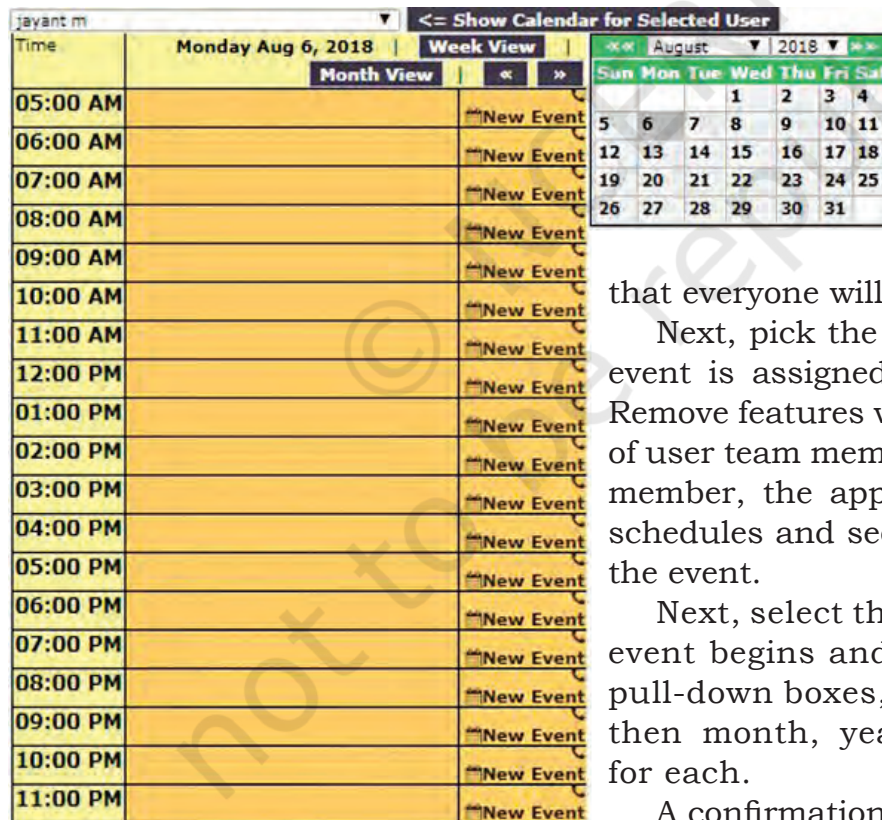 jayant m ▼ <= Show Calendar for Selected User
Time Monday Aug 6, 2018 | Week View |
Month View | « »
05:00 AM New Event
06:00 AM New Event
07:00 AM New Event
08:00 AM New Event
09:00 AM New Event
10:00 AM New Event
11:00 AM New Event
12:00 PM New Event
01:00 PM New Event
02:00 PM New Event
03:00 PM New Event
04:00 PM New Event
05:00 PM New Event
06:00 PM New Event
07:00 PM New Event
08:00 PM New Event
09:00 PM New Event
10:00 PM New Event
11:00 PM New Event
«« August ▼ 2018 ▼ »»
Sun Mon Tue Wed Thu Fri Sat
1 2 3 4
5 6 7 8 9 10 11
12 13 14 15 16 17 18
19 20 21 22 23 24 25
26 27 28 29 30 31
that everyone will
Next, pick the
event is assigned
Remove features
of user team
member, the
schedules and
the event.
Next, select
event begins and
pull-down boxes,
then month,
for each.
A confirmation
© not to be